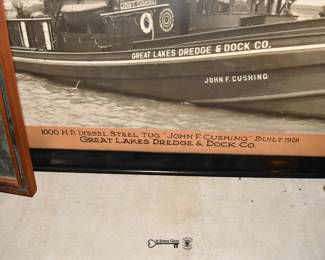 GREAT LAKES DREDGE & DOCK CO.
JOHN F. CUSHING
1000 H.P. DIESEL STEEL TUG "JOHN F. CUSHING" BUILT 1928
GREAT LAKES DREDGE & DOCK CO.